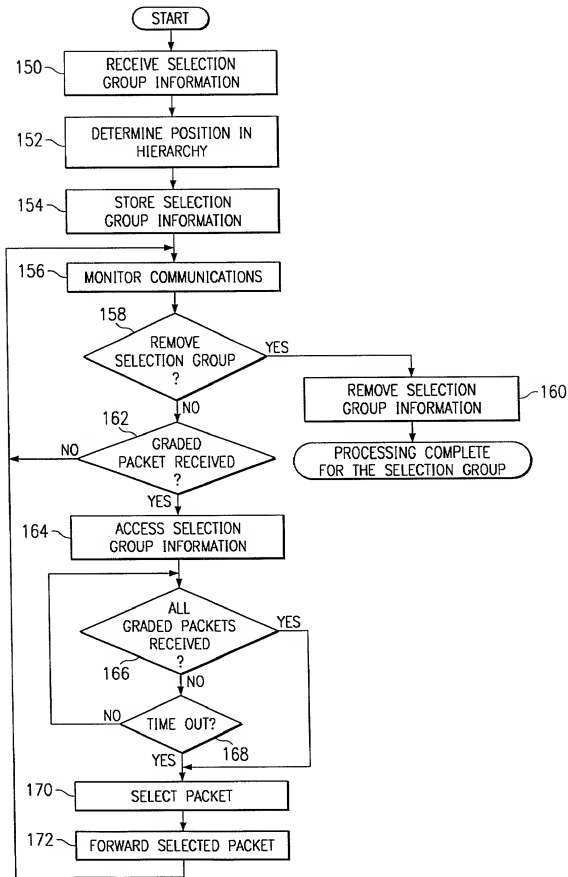 START
150
RECEIVE SELECTION
GROUP INFORMATION
152
DETERMINE POSITION IN
HIERARCHY
154
STORE SELECTION
GROUP INFORMATION
156
MONITOR COMMUNICATIONS
158
REMOVE
SELECTION GROUP
?
YES
NO
REMOVE SELECTION
GROUP INFORMATION
160
PROCESSING COMPLETE
FOR THE SELECTION GROUP
162
GRADED
PACKET RECEIVED
?
NO
YES
164
ACCESS SELECTION
GROUP INFORMATION
ALL
GRADED PACKETS
RECEIVED
?
166
YES
NO
TIME OUT?
168
NO
YES
170
SELECT PACKET
172
FORWARD SELECTED PACKET